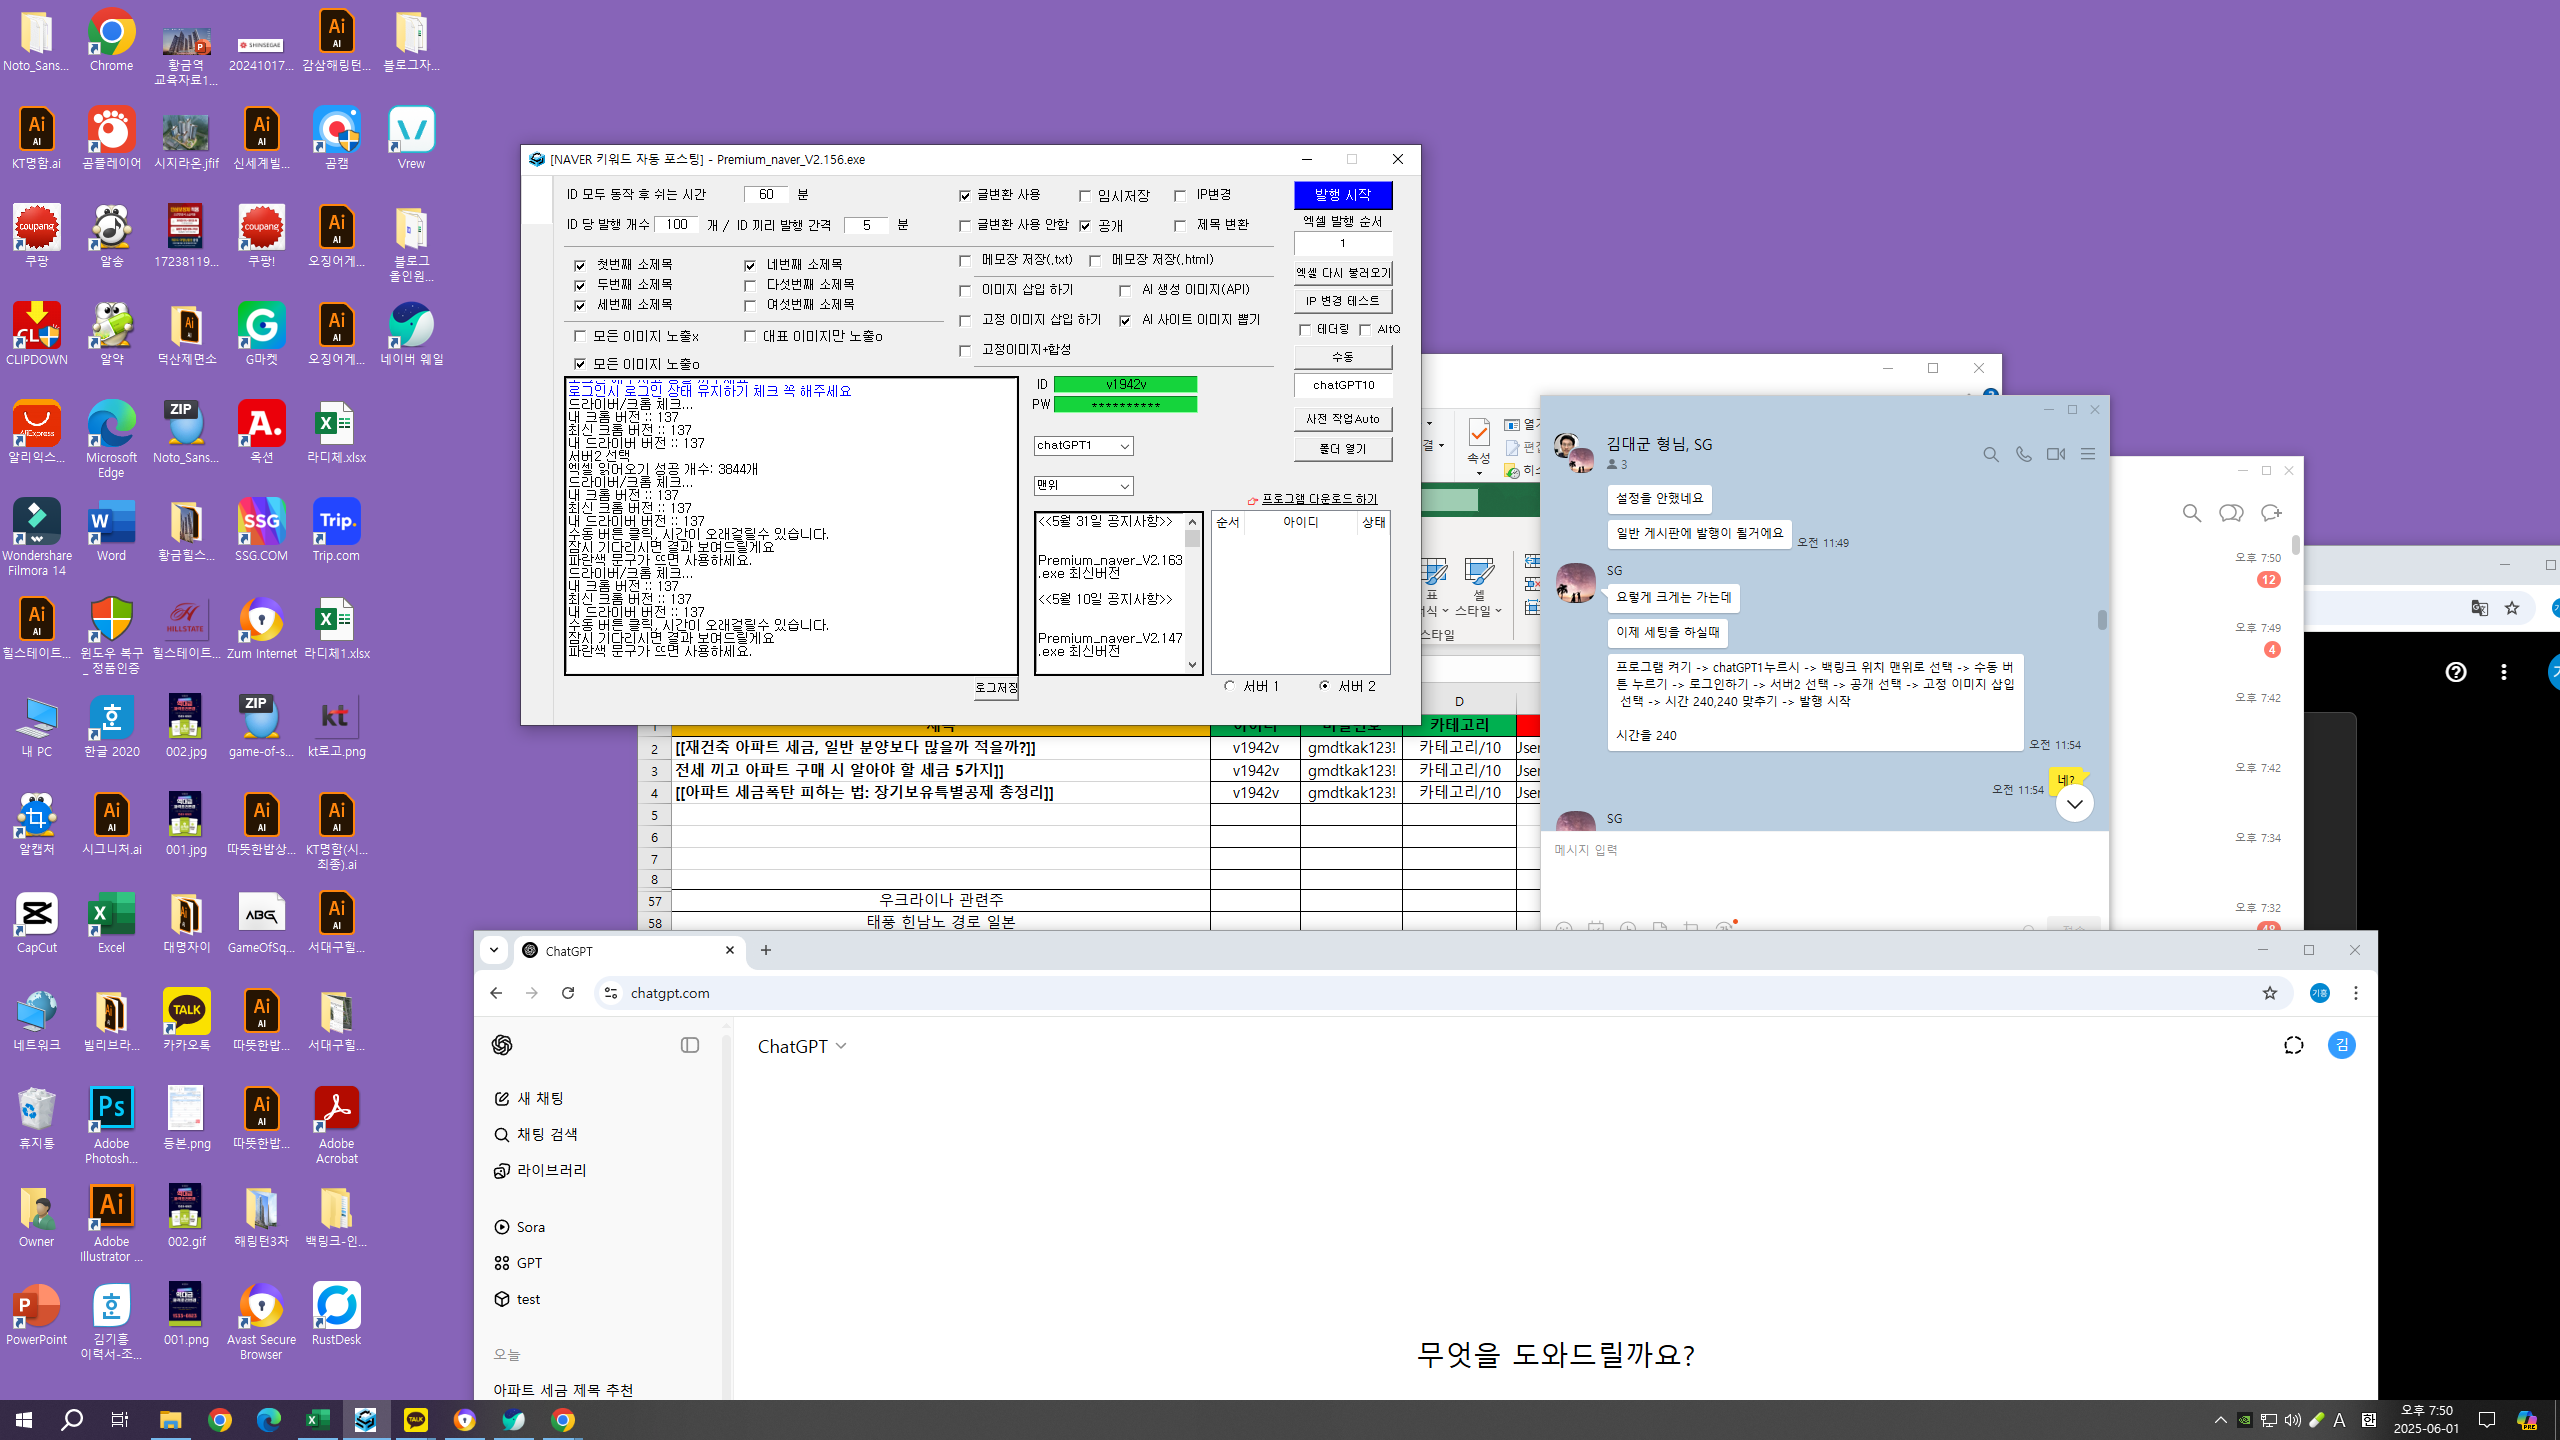 Noto_Sans...
Chrome
황금역
교육자료1...
SHINSEGAE
20241017...
감삼해링턴...
블로그자...
KT명함.ai
곰플레이어
시지라온.jfif
신세계빌...
곰캠
Vrew
쿠팡
알송
17238119...
쿠팡!
오징어게...
블로그
올인원...
CLIPDOWN
알약
덕산제면소
G마켓
오징어게...
네이버 웨일
알리익스...
Microsoft
Edge
Noto_Sans...
옥션
라디체.xlsx
Wondershare
Filmora 14
Word
황금힐스...
SSG.COM
Trip.com
힐스테이트...
윈도우 복구
_ 정품인증
힐스테이트...
Zum Internet
라디체1.xlsx
내 PC
한글 2020
002.jpg
game-of-s...
kt로고.png
알캡처
시그니처.ai
001.jpg
따뜻한밥상...
KT명함(시...
최종).ai
CapCut
Excel
대명자이
GameOfSq...
서대구힐...
네트워크
빌리브라...
카카오톡
따뜻한밥...
서대구힐...
휴지통
Adobe
Photosh...
등본.png
따뜻한밥...
Adobe
Acrobat
Owner
Adobe
Illustrator ...
002.gif
해링턴3차
백링크-인...
PowerPoint
김기흥
이력서-조...
001.png
Avast Secure
Browser
RustDesk
[NAVER 키워드 자동 포스팅] - Premium_naver_V2.156.exe
ID 모두 동작 후 쉬는 시간 60 분
ID 당 발행 개수 100 개 / ID 끼리 발행 간격 5 분
글변환 사용 임시저장 IP변경
글변환 사용 안함 공개 제목 변환
첫번째 소제목 네번째 소제목
두번째 소제목 다섯번째 소제목
세번째 소제목 여섯번째 소제목
모든 이미지 노출x 대표 이미지만 노출o
모든 이미지 노출o
메모장 저장(.txt) 메모장 저장(.html)
이미지 삽입 하기 AI 생성 이미지(API)
고정 이미지 삽입 하기 AI 사이트 이미지 뽑기
고정이미지+합성
발행 시작
엑셀 발행 순서
1
엑셀 다시 불러오기
IP 변경 테스트
테더링 AltQ
수동
chatGPT10
사전 작업Auto
폴더 열기
로그인시 로그인 상태 유지하기 체크 꼭 해주세요
드라이버/크롬 체크...
내 크롬 버전 :: 137
최신 크롬 버전 :: 137
내 드라이버 버전 :: 137
서버2 선택
엑셀 읽어오기 성공 개수: 3844개
드라이버/크롬 체크...
내 크롬 버전 :: 137
최신 크롬 버전 :: 137
내 드라이버 버전 :: 137
수동 버튼 클릭, 시간이 오래걸릴수 있습니다.
잠시 기다리시면 결과 보여드릴게요
파란색 문구가 뜨면 사용하세요.
드라이버/크롬 체크...
내 크롬 버전 :: 137
최신 크롬 버전 :: 137
내 드라이버 버전 :: 137
수동 버튼 클릭, 시간이 오래걸릴수 있습니다.
잠시 기다리시면 결과 보여드릴게요
파란색 문구가 뜨면 사용하세요.
로그저장
ID v1942v
PW **********
chatGPT1
맨위
프로그램 다운로드 하기
<<5월 31일 공지사항>>
Premium_naver_V2.163
.exe 최신버전
<<5월 10일 공지사항>>
Premium_naver_V2.147
.exe 최신버전
순서 아이디 상태
서버 1 서버 2
속성
표
셀
스타일
스타일
D
1 제목 아이디 비밀번호 카테고리
2 [[재건축 아파트 세금, 일반 분양보다 많을까 적을까?]] v1942v gmdtkak123! 카테고리/10 User
3 전세 끼고 아파트 구매 시 알아야 할 세금 5가지]] v1942v gmdtkak123! 카테고리/10 User
4 [[아파트 세금폭탄 피하는 법: 장기보유특별공제 총정리]] v1942v gmdtkak123! 카테고리/10 User
5
6
7
8
57 우크라이나 관련주
58 태풍 힌남노 경로 일본
김대군 형님, SG
3
설정을 안했네요
일반 게시판에 발행이 될거에요
오전 11:49
SG
요렇게 크게는 가는데
이제 세팅을 하실때
프로그램 켜기 -> chatGPT1누르시 -> 백링크 위치 맨위로 선택 -> 수동 버
튼 누르기 -> 로그인하기 -> 서버2 선택 -> 공개 선택 -> 고정 이미지 삽입
선택 -> 시간 240,240 맞추기 -> 발행 시작
시간을 240
오전 11:54
네?
오전 11:54
SG
메시지 입력
오후 7:50
12
오후 7:49
4
오후 7:42
오후 7:42
오후 7:34
오후 7:32
ChatGPT
chatgpt.com
기흥
ChatGPT
김
새 채팅
채팅 검색
라이브러리
Sora
GPT
test
오늘
아파트 세금 제목 추천
무엇을 도와드릴까요?
A
한
오후 7:50
2025-06-01